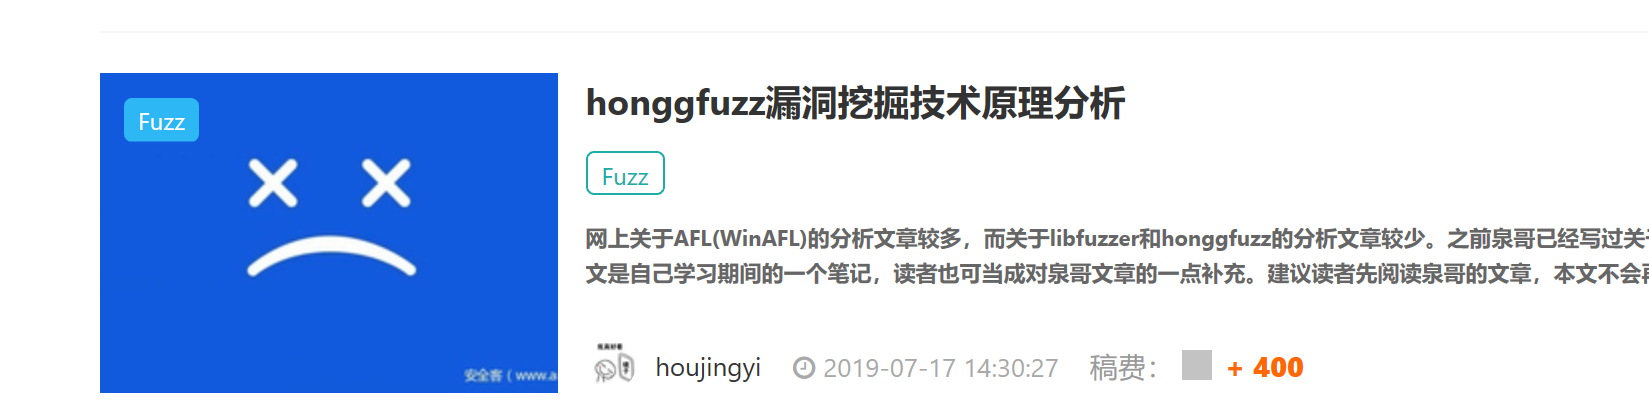 Fuzz
安全客 ( www.a
honggfuzz漏洞挖掘技术原理分析
Fuzz
网上关于AFL(WinAFL)的分析文章较多，而关于libfuzzer和honggfuzz的分析文章较少。之前泉哥已经写过关
文是自己学习期间的一个笔记，读者也可当成对泉哥文章的一点补充。建议读者先阅读泉哥的文章，本文不会
houjingyi 2019-07-17 14:30:27 稿费： + 400